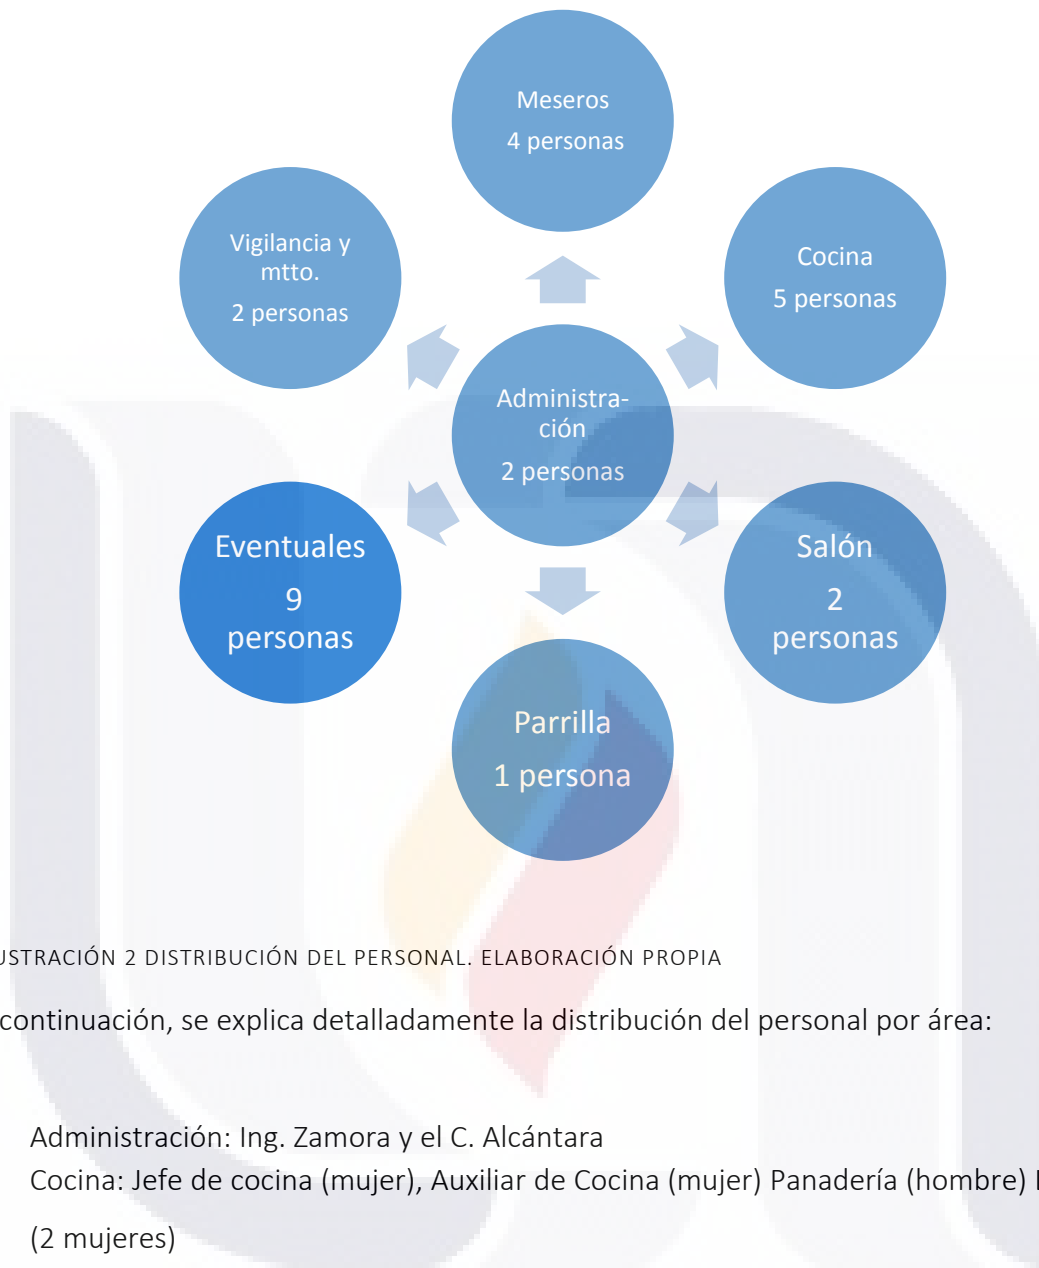 Meseros
4 personas
Vigilancia y
mtto.
2 personas
Cocina
5 personas
Administra-
ción
2 personas
Eventuales
9
personas
Salón
2
personas
Parrilla
1 persona
USTRACIÓN 2 DISTRIBUCIÓN DEL PERSONAL. ELABORACIÓN PROPIA
continuación, se explica detalladamente la distribución del personal por área:
Administración: Ing. Zamora y el C. Alcántara
Cocina: Jefe de cocina (mujer), Auxiliar de Cocina (mujer) Panadería (hombre)
(2 mujeres)